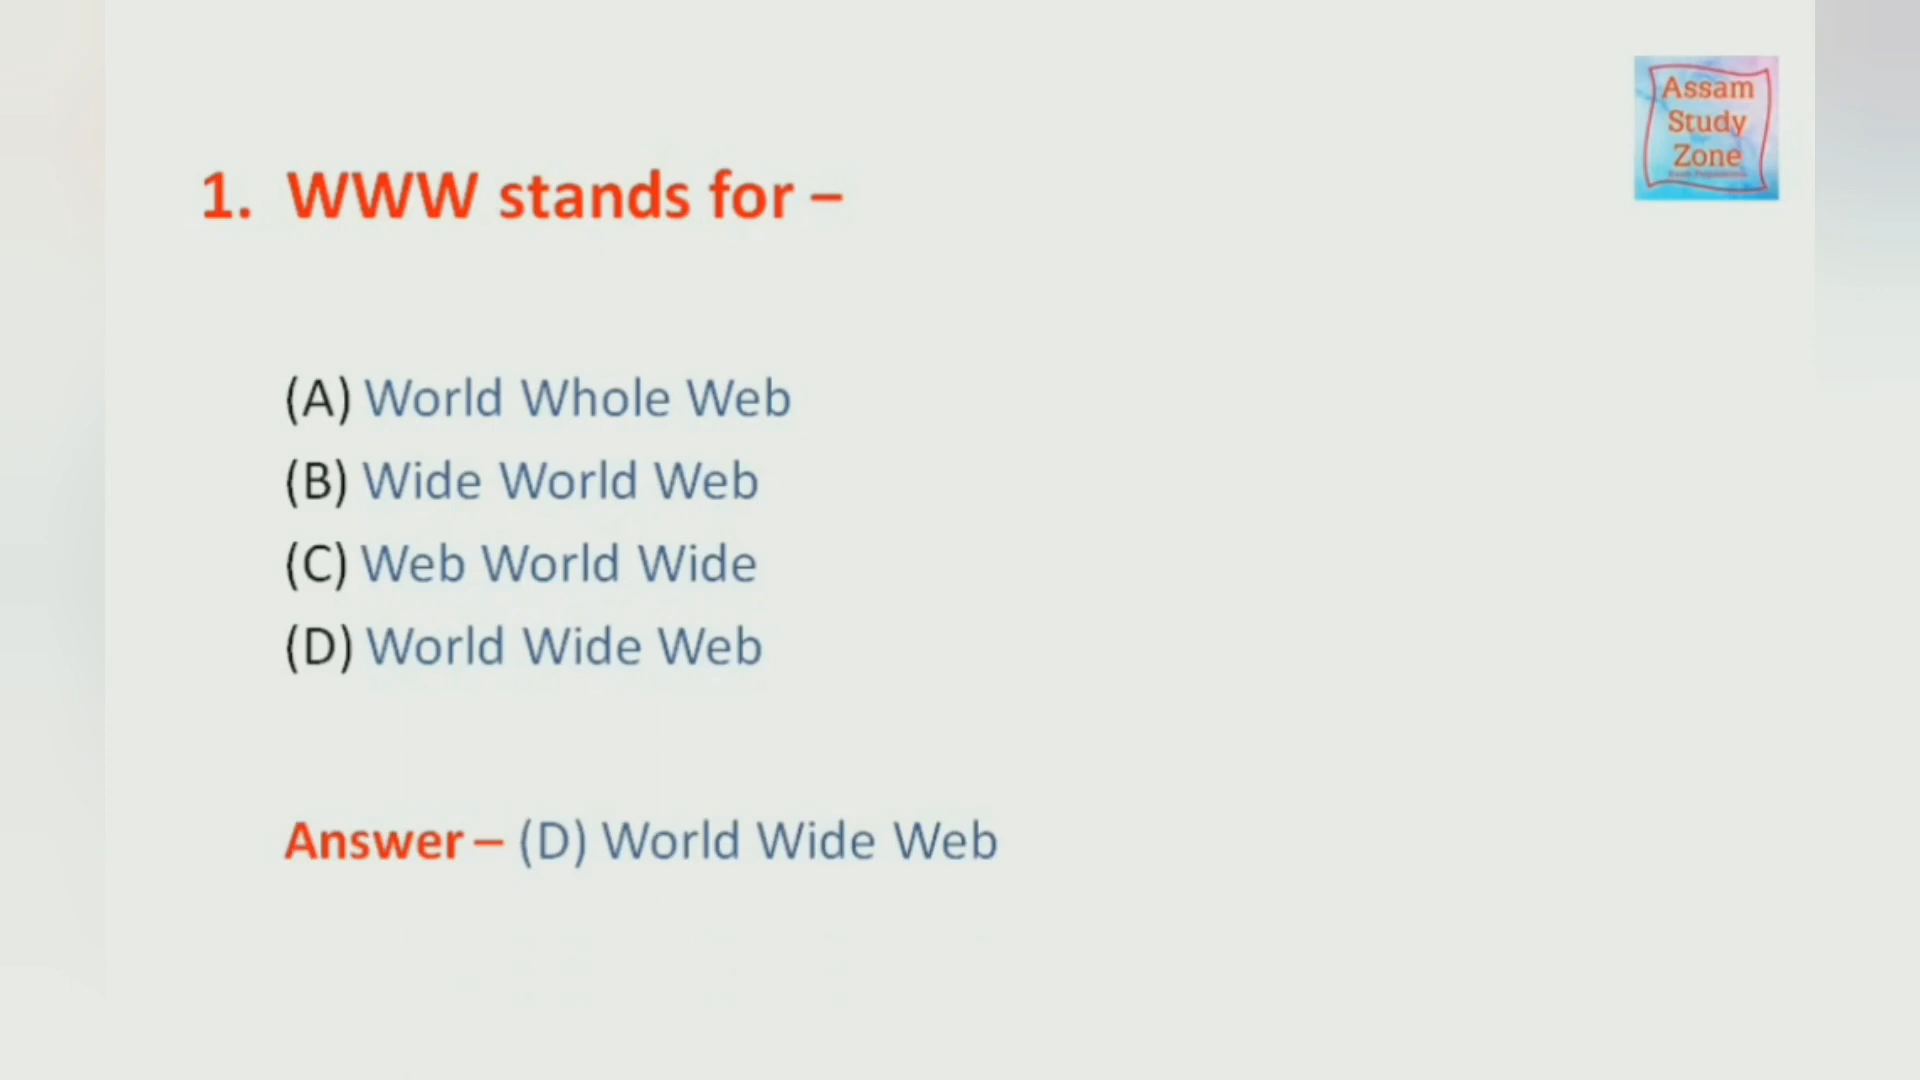 Assam
Study
Zone
1. WWW stands for –
(A) World Whole Web
(B) Wide World Web
(C) Web World Wide
(D) World Wide Web
Answer – (D) World Wide Web